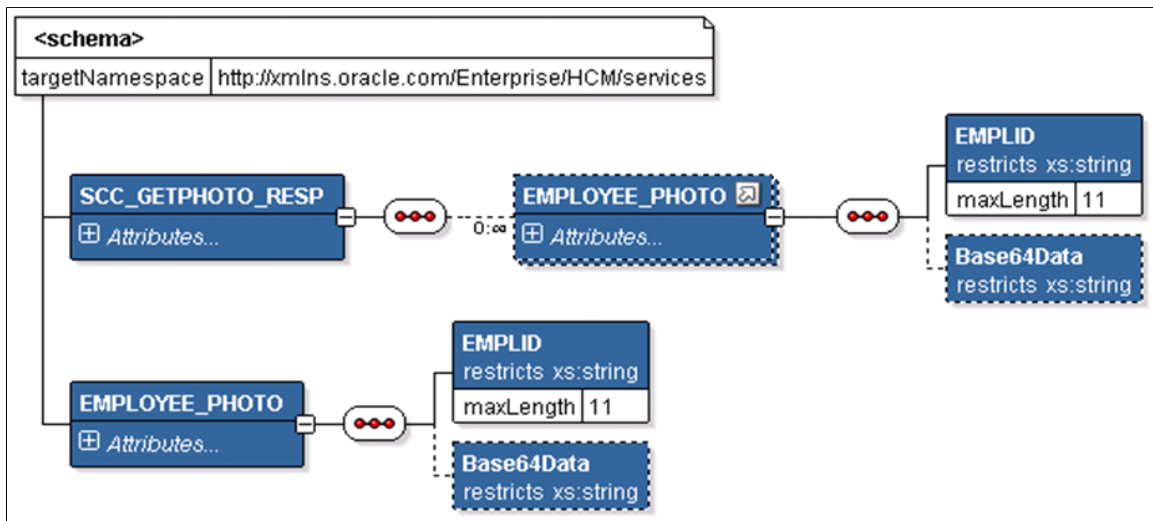 <schema>
targetNamespace http://xmlns.oracle.com/Enterprise/HCM/services
SCC_GETPHOTO_RESP
Attributes...
0:∞
EMPLOYEE_PHOTO
Attributes...
EMPLID
restricts xs:string
maxLength 11
Base64Data
restricts xs:string
EMPLOYEE_PHOTO
Attributes...
EMPLID
restricts xs:string
maxLength 11
Base64Data
restricts xs:string